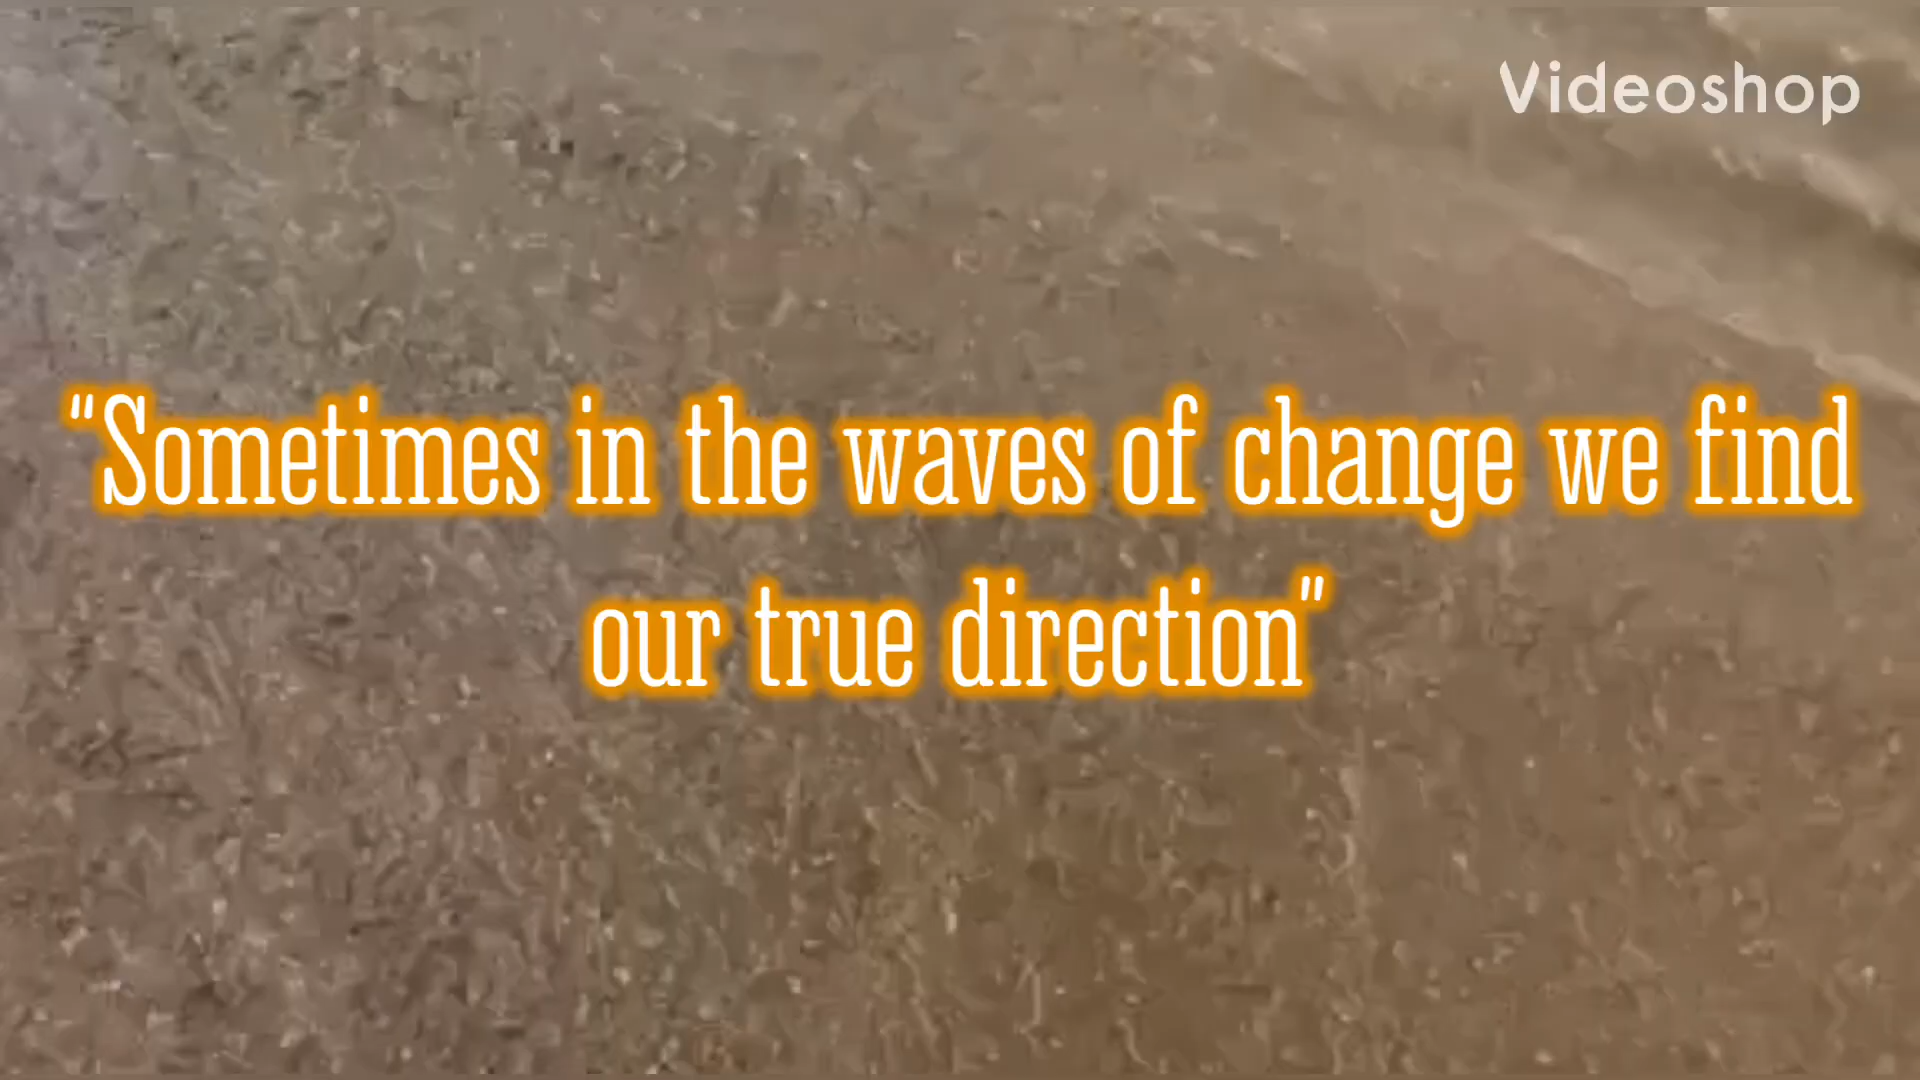 Videoshop
"Sometimes in the waves of change we find
our true direction"